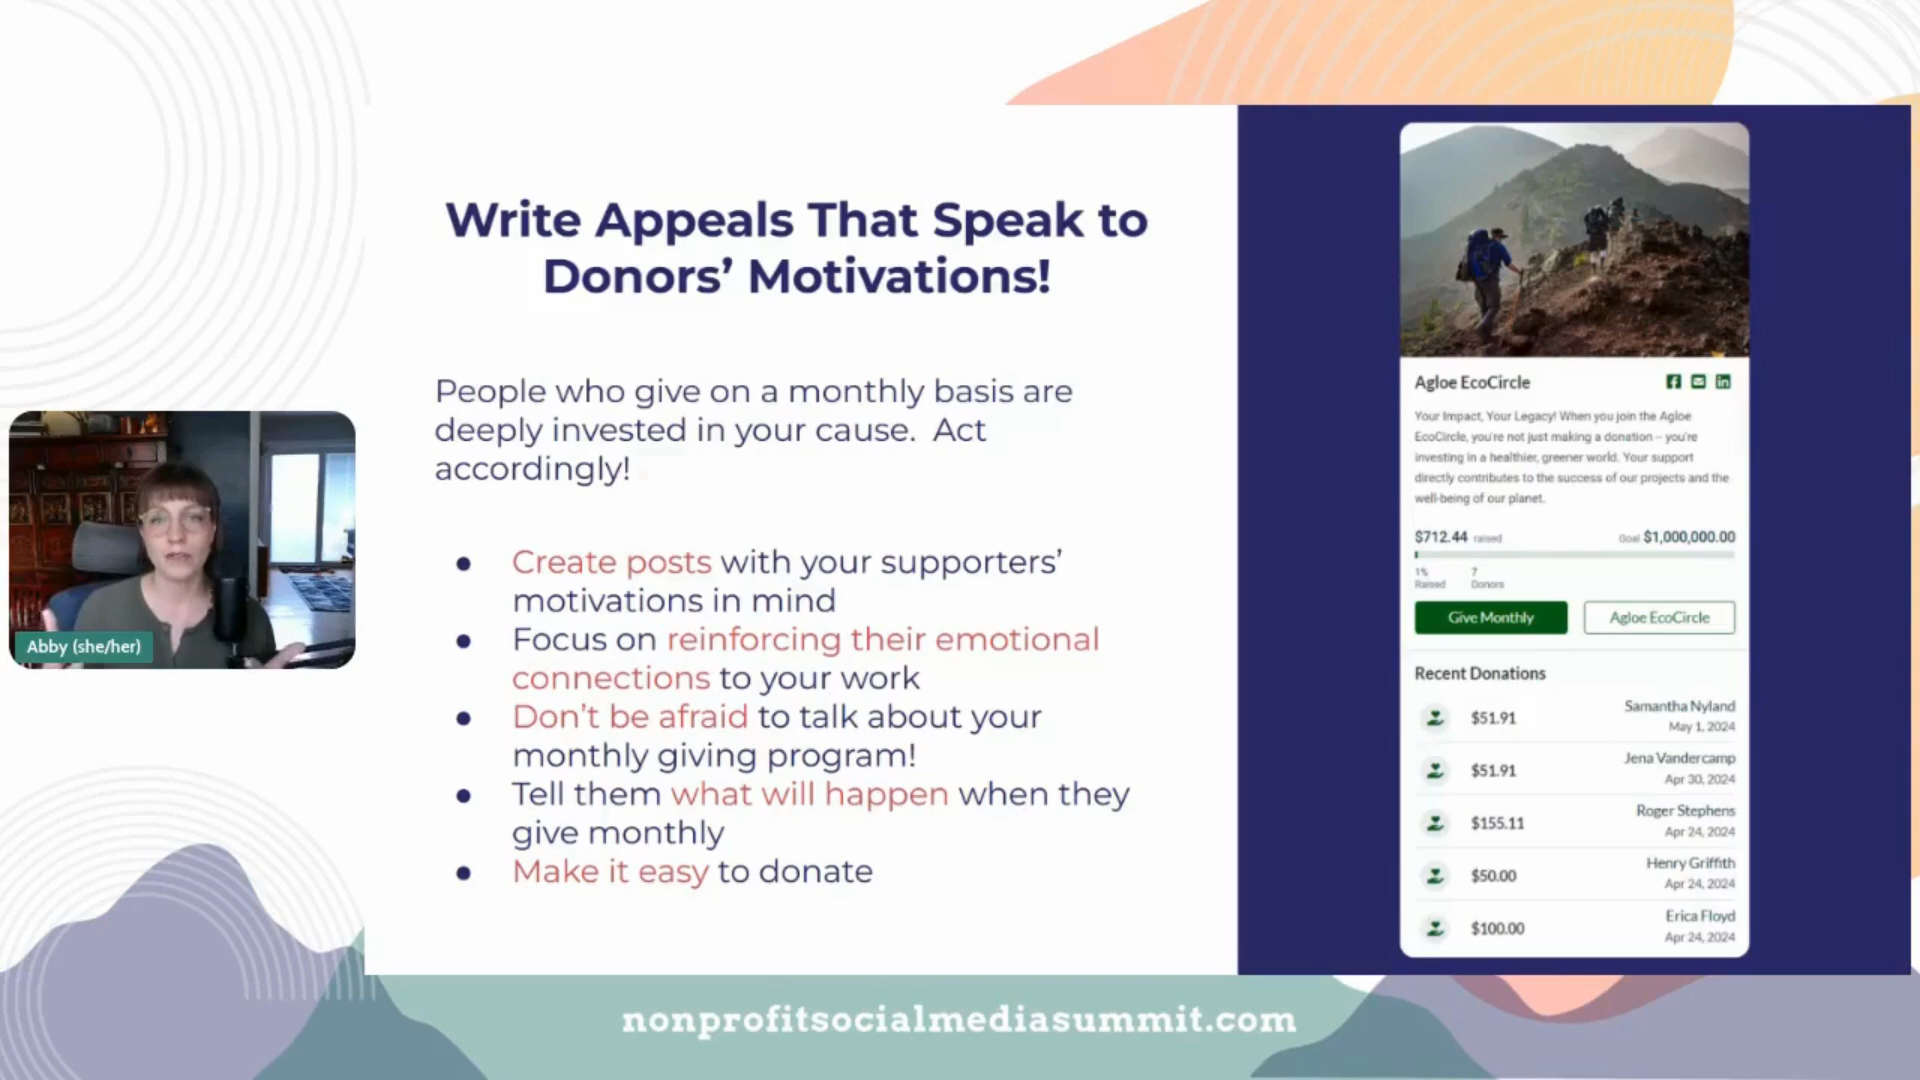 Write Appeals That Speak to
Donors’ Motivations!
People who give on a monthly basis are
deeply invested in your cause.  Act
accordingly!
● Create posts with your supporters’
motivations in mind
● Focus on reinforcing their emotional
connections to your work
● Don’t be afraid to talk about your
monthly giving program!
● Tell them what will happen when they
give monthly
● Make it easy to donate
Abby (she/her)
Agloe EcoCircle
Your Impact, Your Legacy! When you join the Agloe
EcoCircle, you're not just making a donation – you're
investing in a healthier, greener world. Your support
directly contributes to the success of our projects and the
well-being of our planet.
$712.44 raised Goal $1,000,000.00
1% 7
Raised Donors
Give Monthly Agloe EcoCircle
Recent Donations
$51.91 Samantha Nyland
May 1, 2024
$51.91 Jena Vandercamp
Apr 30, 2024
$155.11 Roger Stephens
Apr 24, 2024
$50.00 Henry Griffith
Apr 24, 2024
$100.00 Erica Floyd
Apr 24, 2024
nonprofitsocialmediasummit.com